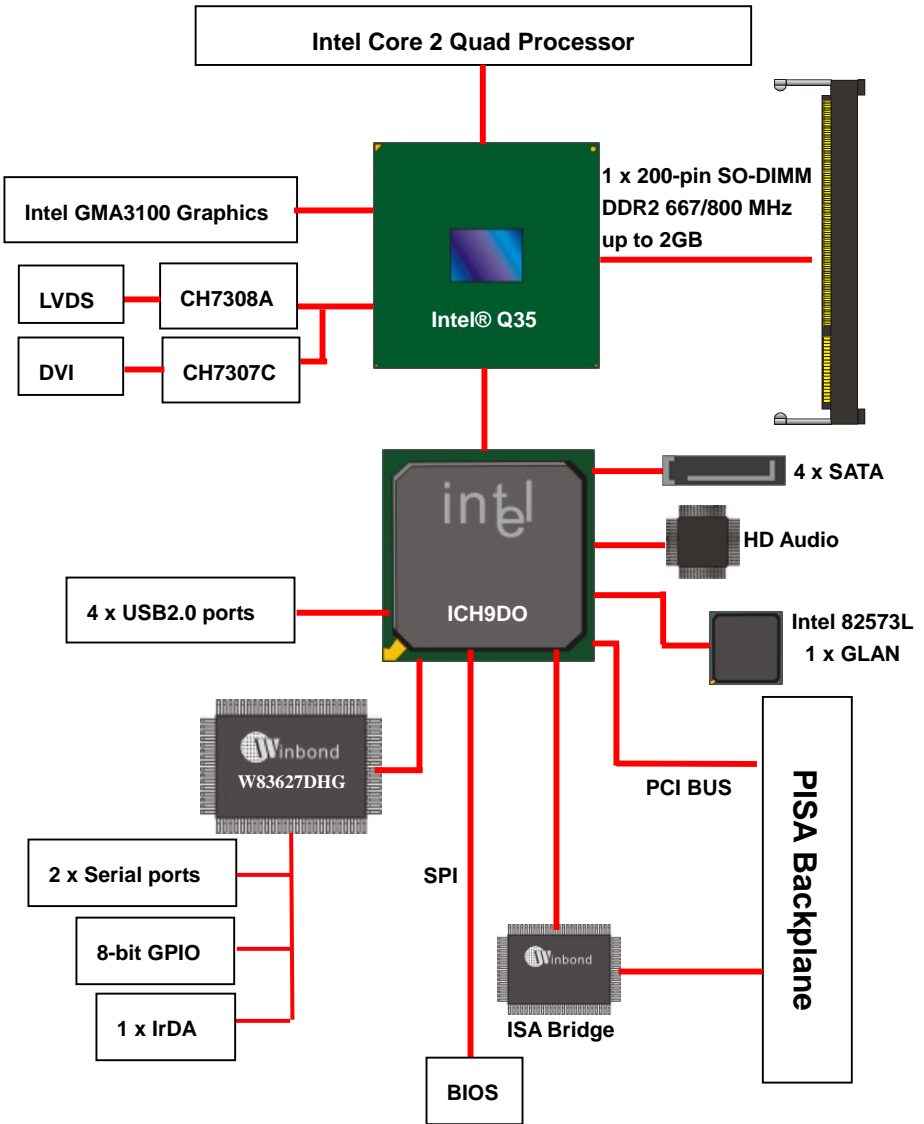 Intel Core 2 Quad Processor
1 x 200-pin SO-DIMM
DDR2 667/800 MHz
up to 2GB
Intel GMA3100 Graphics
LVDS
CH7308A
Intel® Q35
DVI
CH7307C
intel
4 x SATA
HD Audio
4 x USB2.0 ports
ICH9DO
Intel 82573L
1 x GLAN
Winbond
W83627DHG
PCI BUS
PISA Backplane
2 x Serial ports
SPI
8-bit GPIO
Winbond
1 x IrDA
ISA Bridge
BIOS